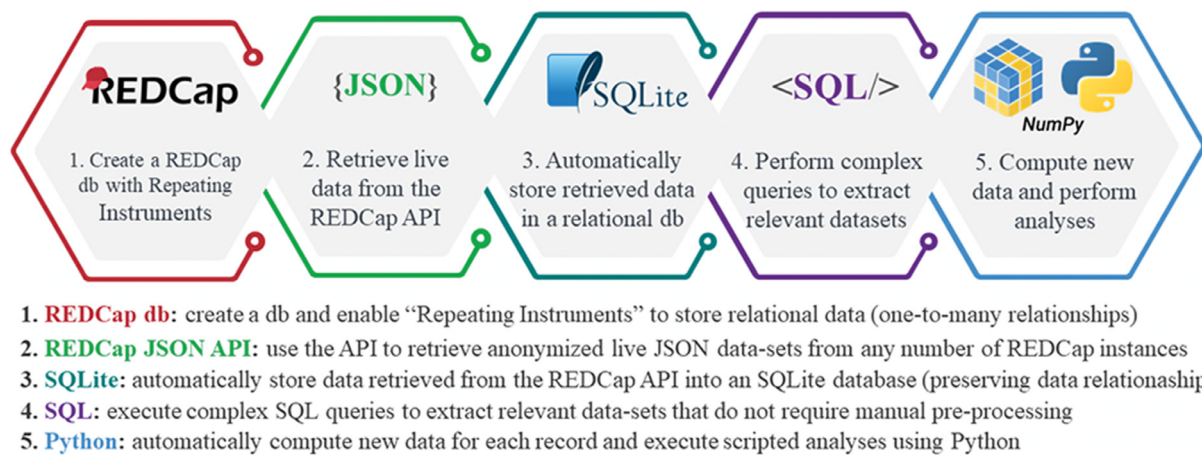 REDCap
1. Create a REDCap
db with Repeating
Instruments
{JSON}
2. Retrieve live
data from the
REDCap API
SQLite
3. Automatically
store retrieved data
in a relational db
<SQL/>
4. Perform complex
queries to extract
relevant datasets
NumPy
5. Compute new
data and perform
analyses
1. REDCap db: create a db and enable “Repeating Instruments” to store relational data (one-to-many relationships)
2. REDCap JSON API: use the API to retrieve anonymized live JSON data-sets from any number of REDCap instances
3. SQLite: automatically store data retrieved from the REDCap API into an SQLite database (preserving data relationaship
4. SQL: execute complex SQL queries to extract relevant data-sets that do not require manual pre-processing
5. Python: automatically compute new data for each record and execute scripted analyses using Python